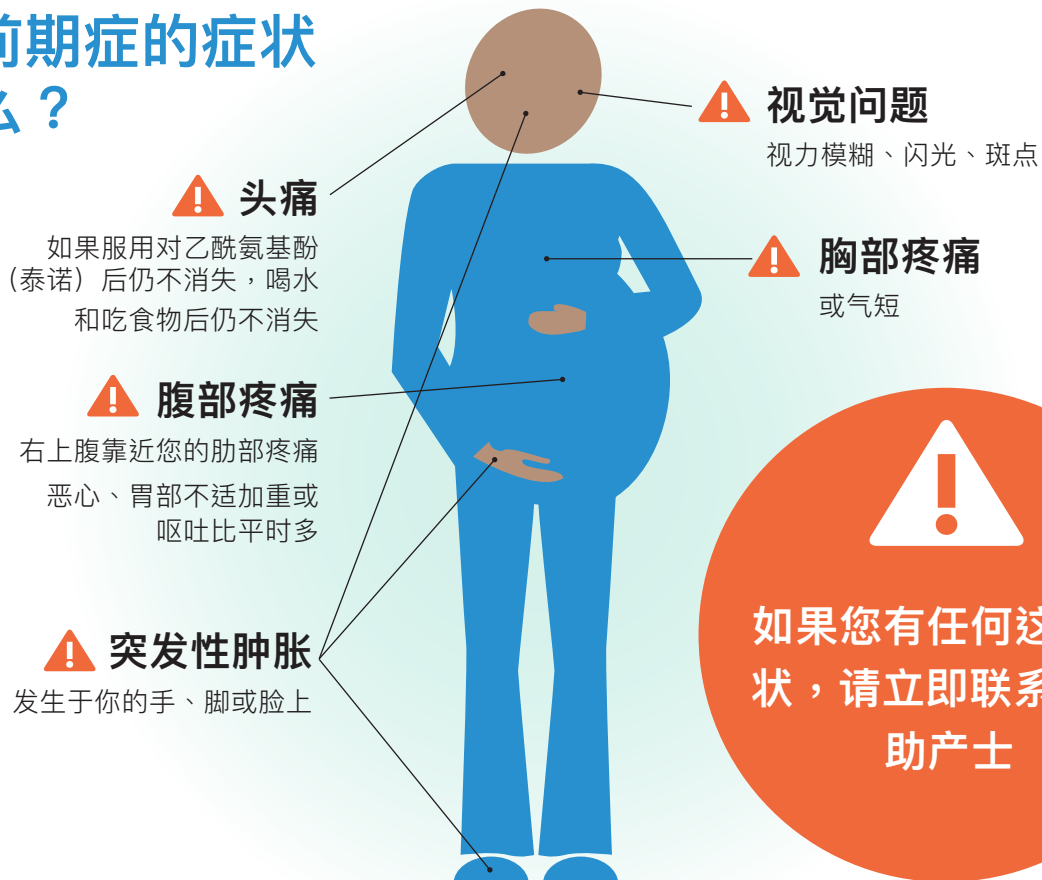 前期症的症状
么？
视觉问题
视力模糊、闪光、斑点
头痛
如果服用对乙酰氨基酚
（泰诺）后仍不消失，喝水
和吃食物后仍不消失
胸部疼痛
或气短
腹部疼痛
右上腹靠近您的肋部疼痛
恶心、胃部不适加重或
呕吐比平时多
突发性肿胀
发生于你的手、脚或脸上
如果您有任何这
状，请立即联系
助产士